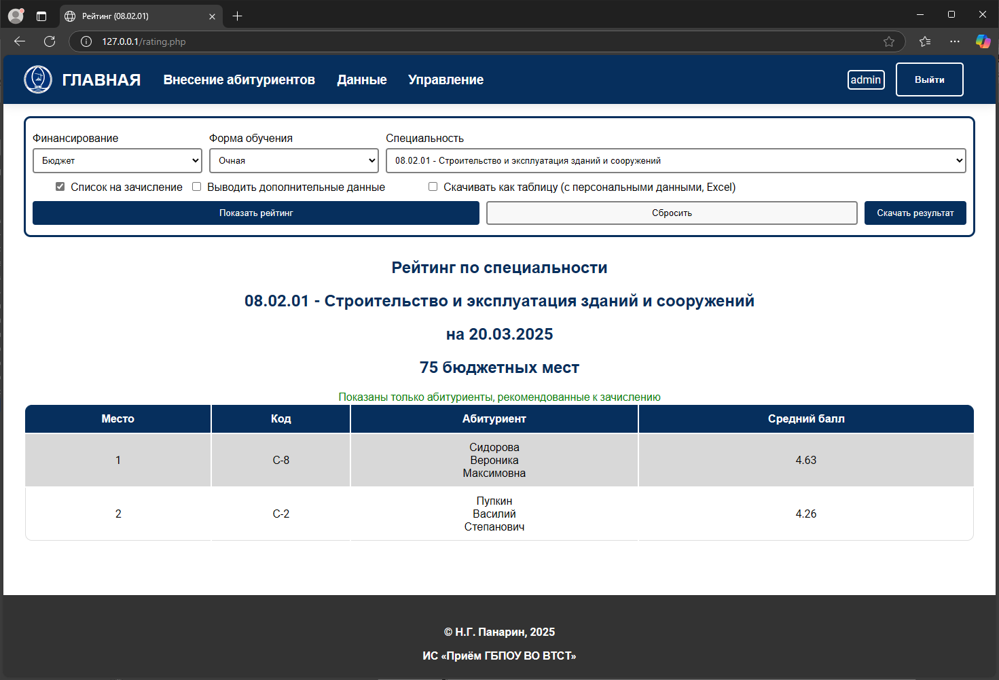 Рейтинг (08.02.01)
127.0.0.1/rating.php
ГЛАВНАЯ Внесение абитуриентов Данные Управление admin Выйти
Финансирование Форма обучения Специальность
Бюджет Очная 08.02.01 - Строительство и эксплуатация зданий и сооружений
Список на зачисление Выводить дополнительные данные Скачивать как таблицу (с персональными данными, Excel)
Показать рейтинг Сбросить Скачать результат
Рейтинг по специальности
08.02.01 - Строительство и эксплуатация зданий и сооружений
на 20.03.2025
75 бюджетных мест
Показаны только абитуриенты, рекомендованные к зачислению
Место Код Абитуриент Средний балл
1 С-8 Сидорова Вероника Максимовна 4.63
2 С-2 Пупкин Василий Степанович 4.26
© Н.Г. Панарин, 2025
ИС «Приём ГБПОУ ВО ВТСТ»